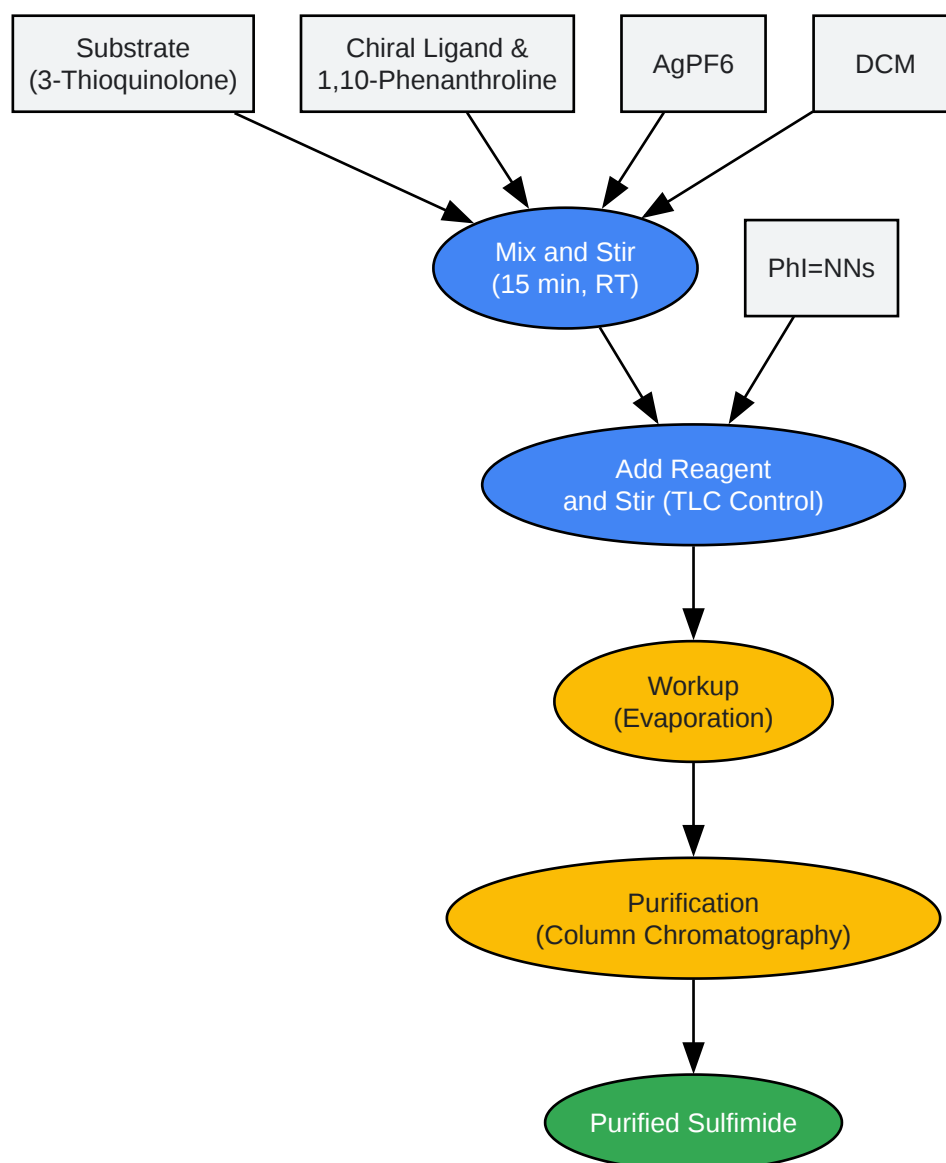 Substrate
(3-Thioquinolone)
Chiral Ligand &
1,10-Phenanthroline
AgPF6
DCM
Mix and Stir
(15 min, RT)
PhI=NNs
Add Reagent
and Stir (TLC Control)
Workup
(Evaporation)
Purification
(Column Chromatography)
Purified Sulfimide